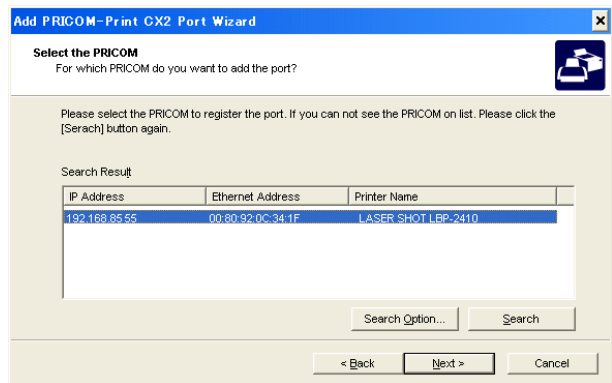 Add PRICOM-Print CX2 Port Wizard
Select the PRICOM
For which PRICOM do you want to add the port?
Please select the PRICOM to register the port. If you can not see the PRICOM on list. Please click the
[Serach] button again.
Search Result
IP Address Ethernet Address Printer Name
192.168.85.55 00:80:92:0C:34:1F LASER SHOT LBP-2410
Search Option... Search
< Back Next > Cancel